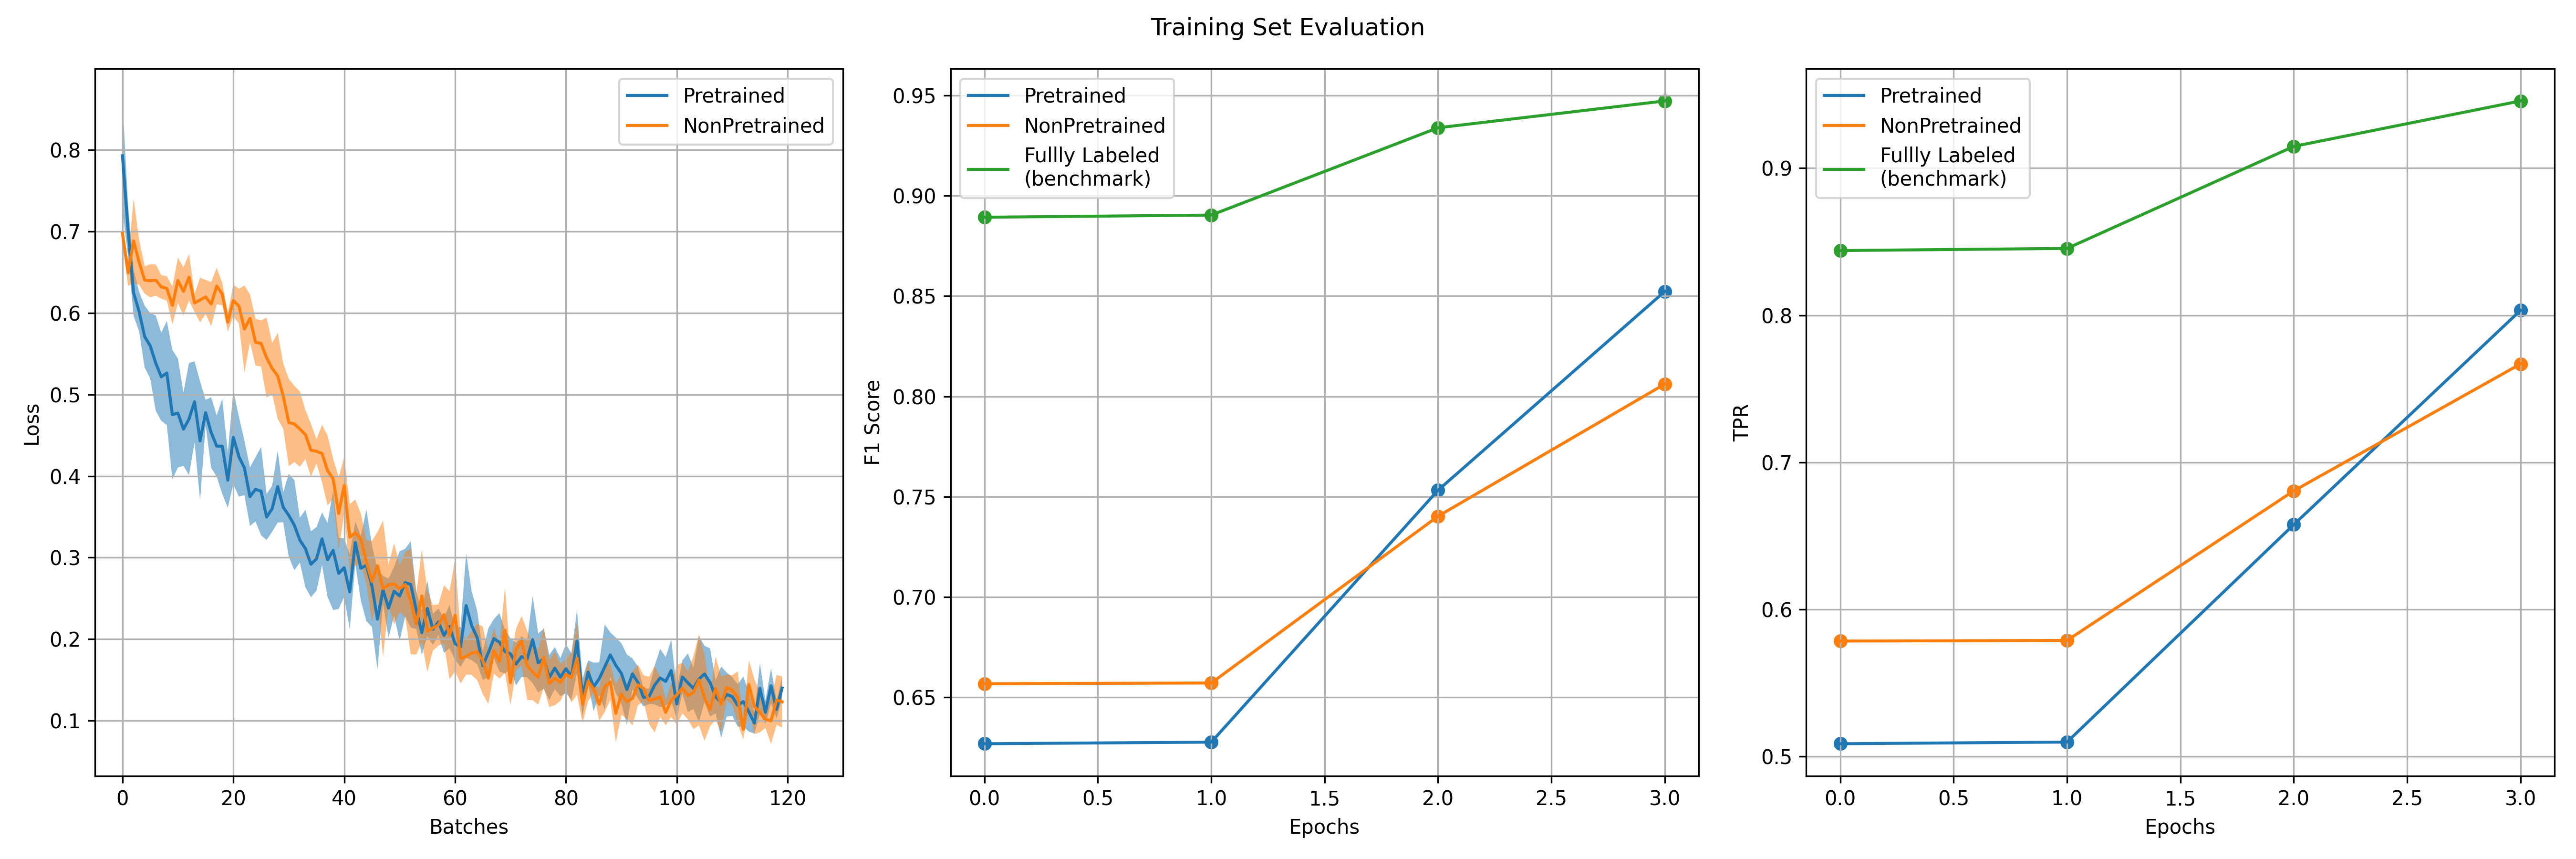 Training Set Evaluation
Pretrained
NonPretrained
0.8
0.7
0.6
0.5
0.4
0.3
0.2
0.1
Loss
0 20 40 60 80 100 120
Batches
Pretrained
NonPretrained
Fullly Labeled
(benchmark)
0.95
0.90
0.85
0.80
0.75
0.70
0.65
F1 Score
0.0 0.5 1.0 1.5 2.0 2.5 3.0
Epochs
Pretrained
NonPretrained
Fullly Labeled
(benchmark)
0.9
0.8
0.7
0.6
0.5
TPR
0.0 0.5 1.0 1.5 2.0 2.5 3.0
Epochs